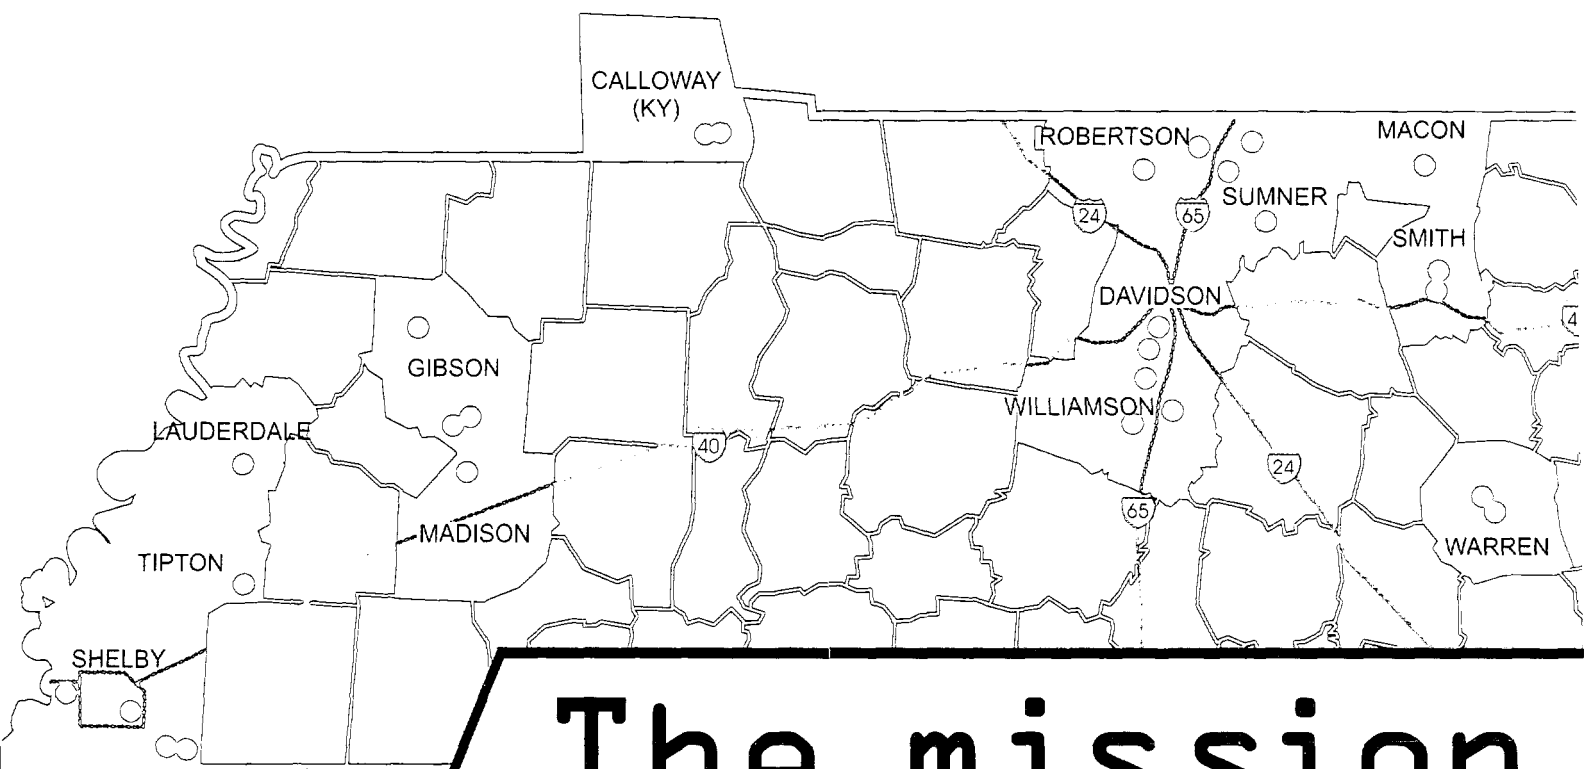 CALLOWAY
(KY)
ROBERTSON
MACON
SUMNER
24
65
SMITH
DAVIDSON
4
GIBSON
WILLIAMSON
LAUDERDALE
40
24
65
MADISON
WARREN
TIPTON
SHELBY
The mission